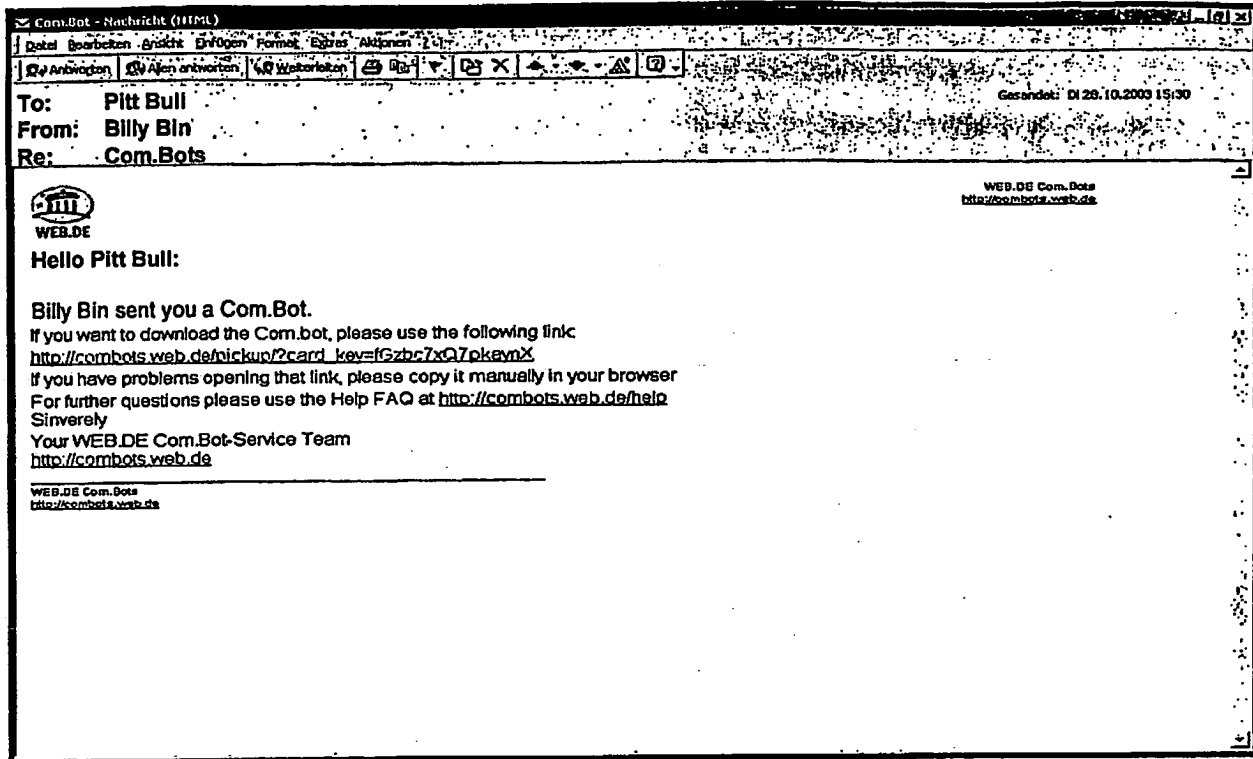 Com.Bot - Nachricht (HTML)
Datei Bearbeiten Ansicht Einfügen Format Extras Aktionen ?
Antworten Allen antworten Weiterleiten
To: Pitt Bull
Gesendet: DI 28.10.2003 15:30
From: Billy Bin
Re: Com.Bots
WEB.DE Com.Bots
http://combots.web.de
WEB.DE
Hello Pitt Bull:
Billy Bin sent you a Com.Bot.
If you want to download the Com.bot, please use the following link:
http://combots.web.de/pickup/?card_key=fGzbc7xQ7pkaynX
If you have problems opening that link, please copy it manually in your browser
For further questions please use the Help FAQ at http://combots.web.de/help
Sinverely
Your WEB.DE Com.Bot-Service Team
http://combots.web.de
WEB.DE Com.Bots
http://combots.web.de